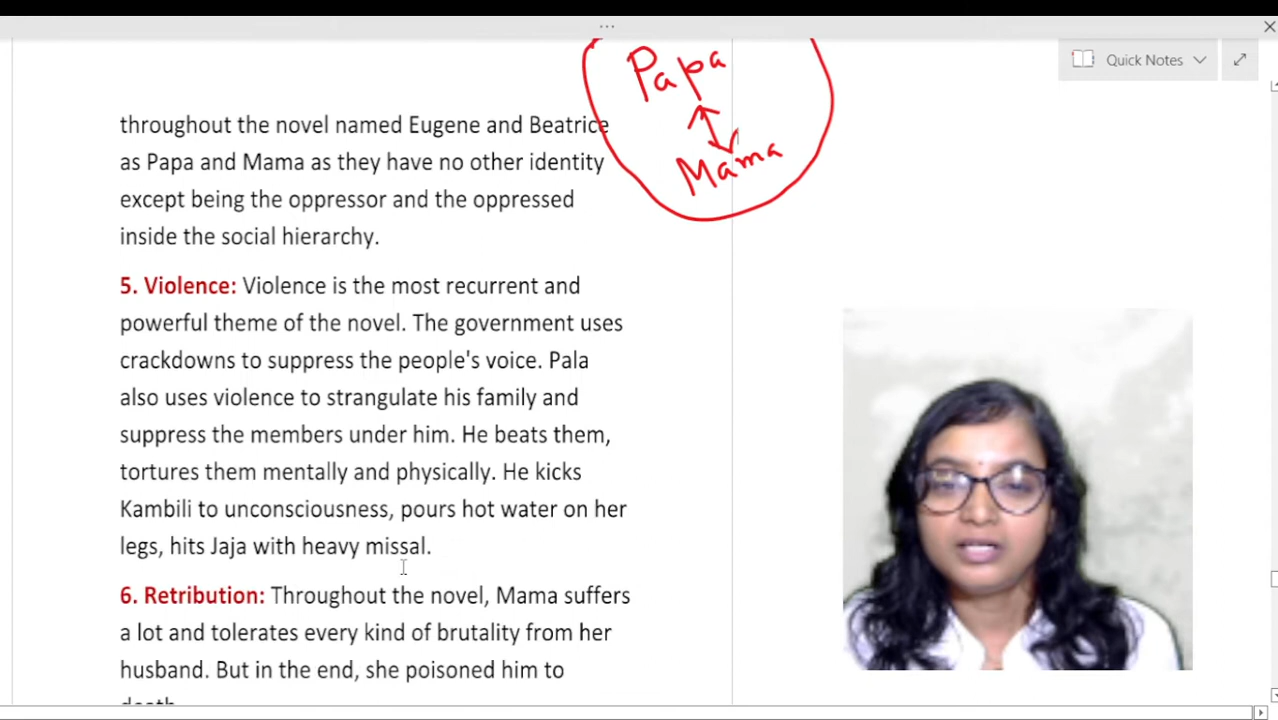 Quick Notes
Papa
Mama
throughout the novel named Eugene and Beatrice
as Papa and Mama as they have no other identity
except being the oppressor and the oppressed
inside the social hierarchy.
5. Violence: Violence is the most recurrent and
powerful theme of the novel. The government uses
crackdowns to suppress the people's voice. Pala
also uses violence to strangulate his family and
suppress the members under him. He beats them,
tortures them mentally and physically. He kicks
Kambili to unconsciousness, pours hot water on her
legs, hits Jaja with heavy missal.
6. Retribution: Throughout the novel, Mama suffers
a lot and tolerates every kind of brutality from her
husband. But in the end, she poisoned him to
death